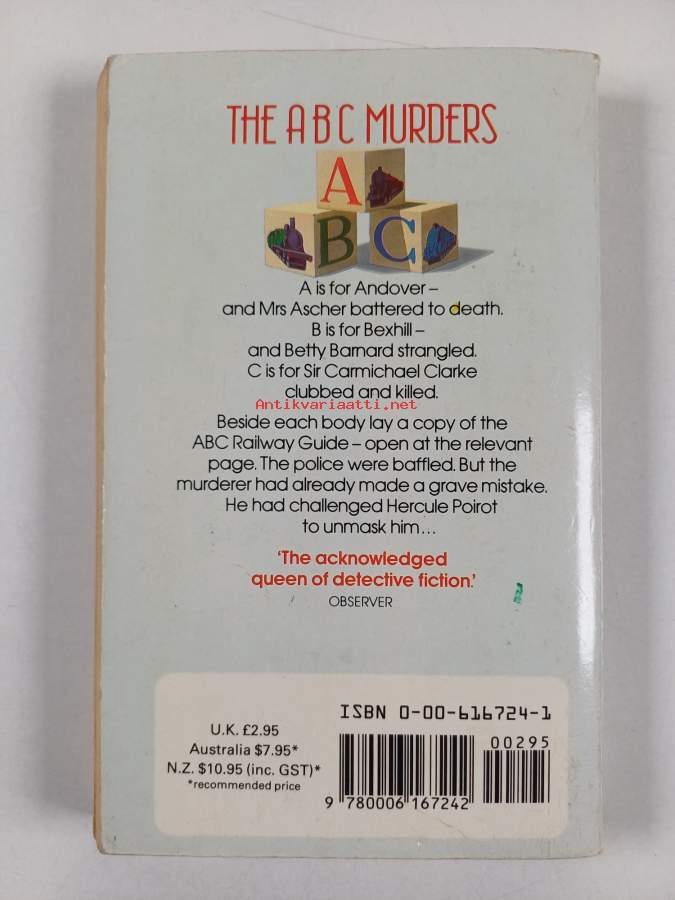 THE A B C MURDERS
A
B C
A is for Andover –
and Mrs Ascher battered to death.
B is for Bexhill –
and Betty Barnard strangled.
C is for Sir Carmichael Clarke
clubbed and killed.
Antikvariaatti.net
Beside each body lay a copy of the
ABC Railway Guide – open at the relevant
page. The police were baffled. But the
murderer had already made a grave mistake.
He had challenged Hercule Poirot
to unmask him...
'The acknowledged
queen of detective fiction.'
OBSERVER
U.K. £2.95
Australia $7.95*
N.Z. $10.95 (inc. GST)*
*recommended price
ISBN 0-00-616724-1
00295
9 780006 167242